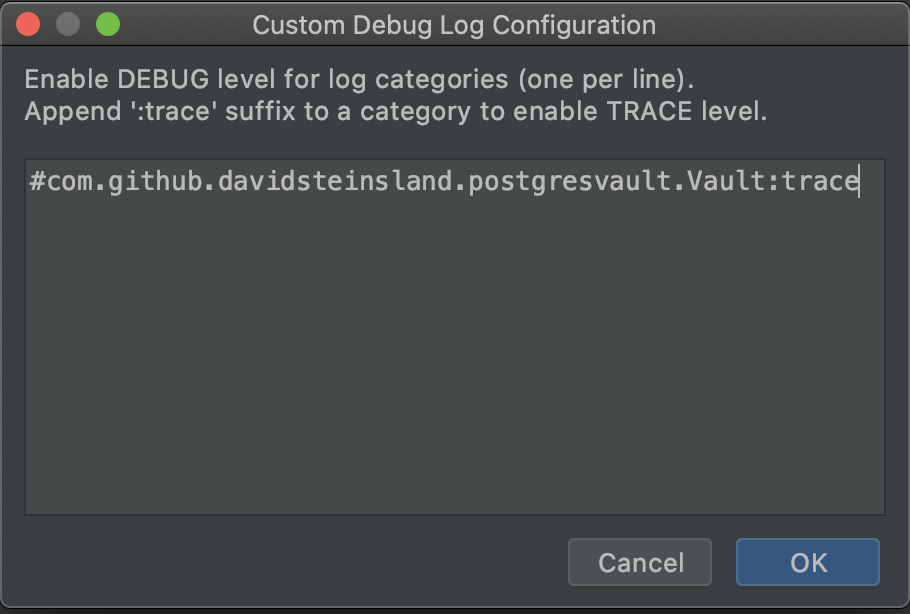 Custom Debug Log Configuration
Enable DEBUG level for log categories (one per line).
Append ':trace' suffix to a category to enable TRACE level.
#com.github.davidsteinsland.postgresvault.Vault:trace
Cancel
OK